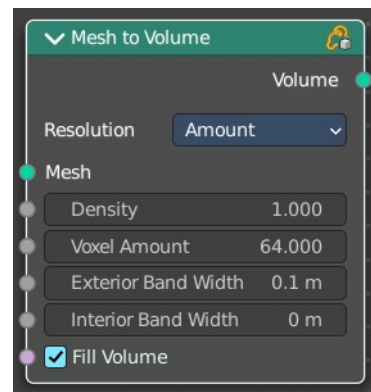 Mesh to Volume
Volume
Resolution Amount
Mesh
Density 1.000
Voxel Amount 64.000
Exterior Band Width 0.1 m
Interior Band Width 0 m
Fill Volume